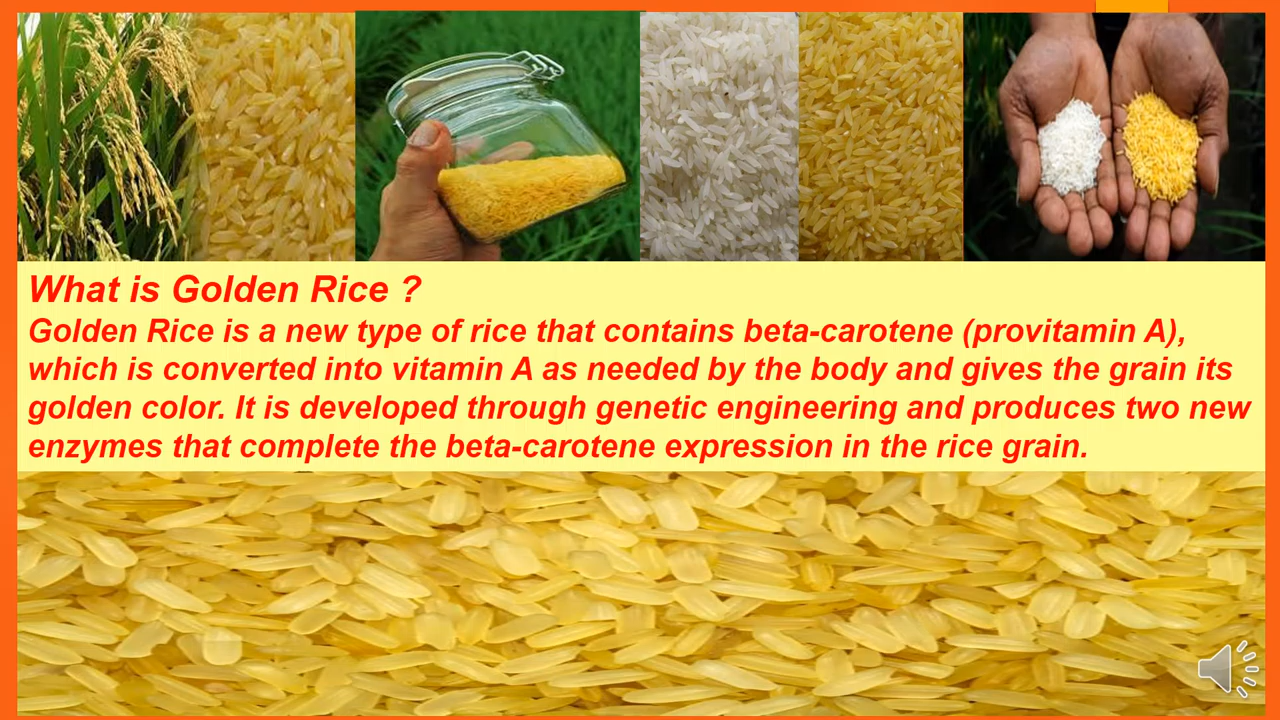 What is Golden Rice ?
Golden Rice is a new type of rice that contains beta-carotene (provitamin A),
which is converted into vitamin A as needed by the body and gives the grain its
golden color. It is developed through genetic engineering and produces two new
enzymes that complete the beta-carotene expression in the rice grain.